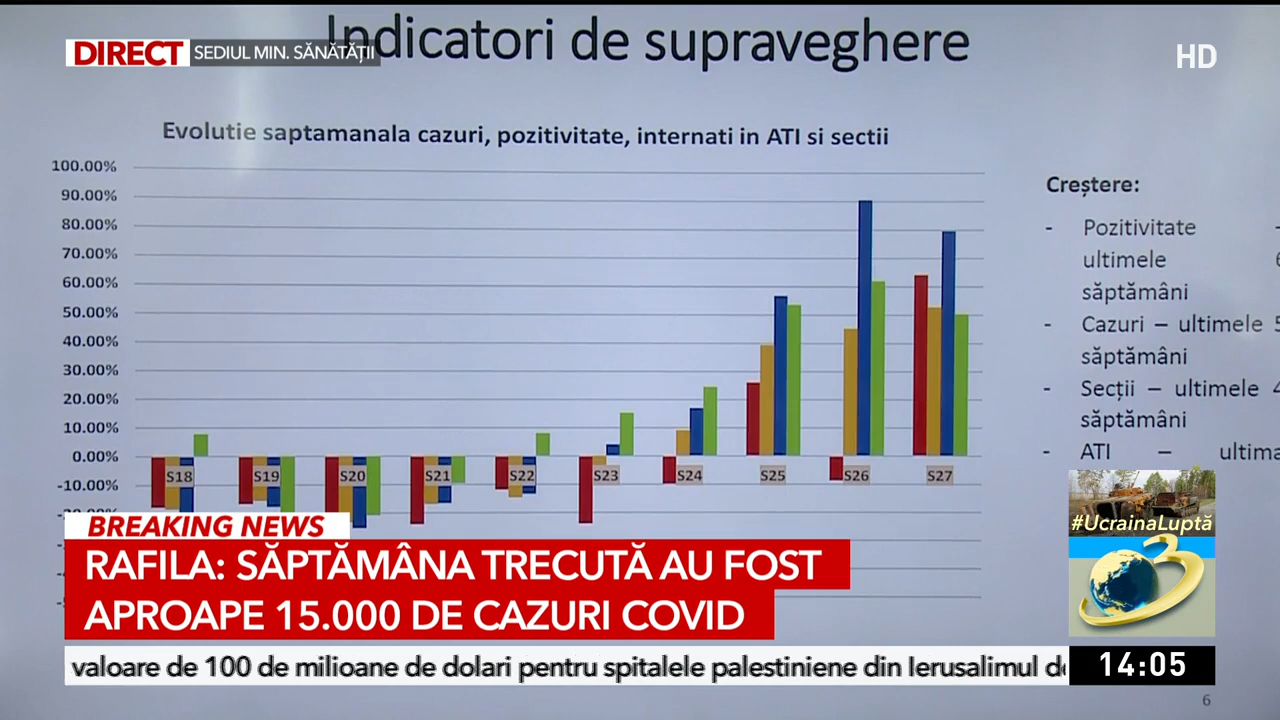 Indicatori de supraveghere
DIRECT
SEDIUL MIN. SĂNĂTĂȚII
HD
Evolutie saptamanala cazuri, pozitivitate, internati in ATI si sectii
100.00%
90.00%
80.00%
70.00%
60.00%
50.00%
40.00%
30.00%
20.00%
10.00%
0.00%
-10.00%
S18 S19 S20 S21 S22 S23 S24 S25 S26 S27
Creștere:
- Pozitivitate -
ultimele 6
săptămâni
- Cazuri – ultimele 5
săptămâni
- Secții – ultimele 4
săptămâni
- ATI – ultima
#UcrainaLuptă
3
BREAKING NEWS
RAFILA: SĂPTĂMÂNA TRECUTĂ AU FOST
APROAPE 15.000 DE CAZURI COVID
valoare de 100 de milioane de dolari pentru spitalele palestiniene din Ierusalimul de
14:05
6